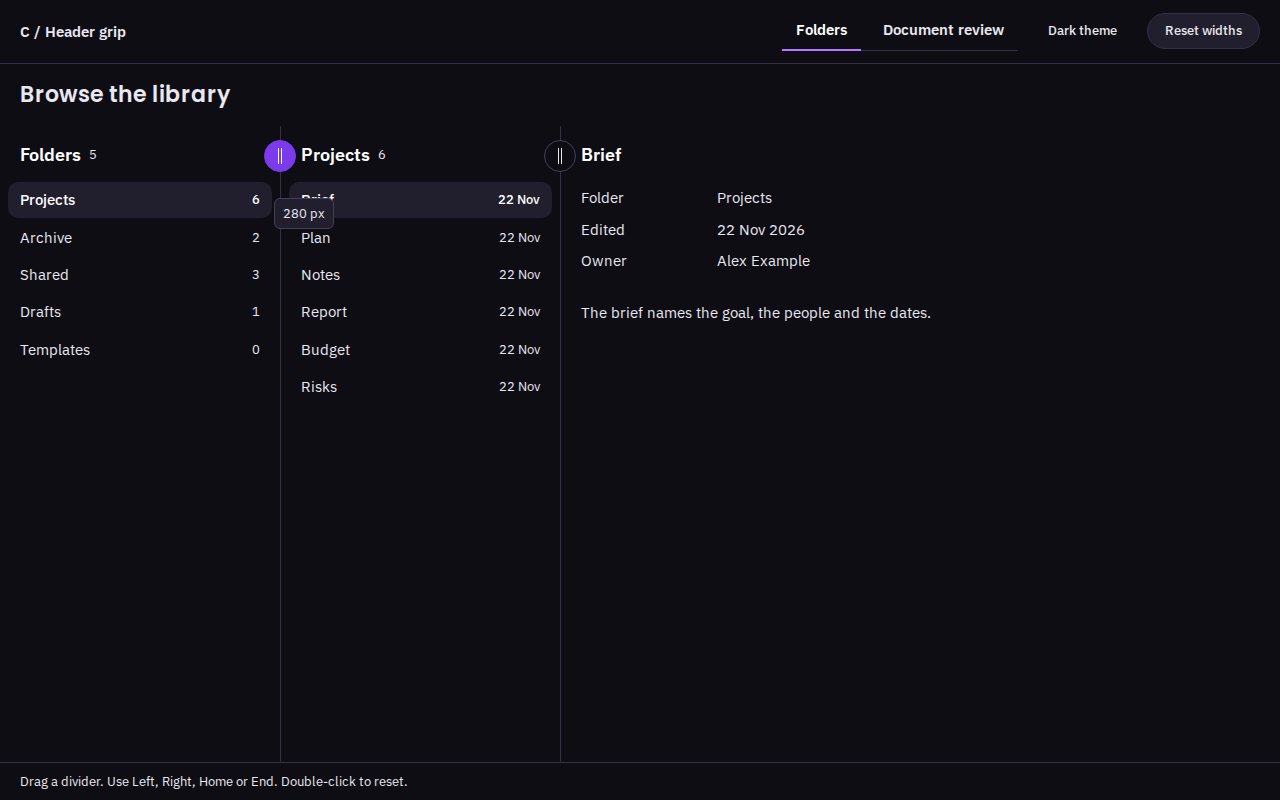 C / Header grip
Folders
Document review
Dark theme
Reset widths
Browse the library
Folders 5
Projects 6
Brief
Projects 6
Archive 2
Shared 3
Drafts 1
Templates 0
Brief 22 Nov
280 px
Plan 22 Nov
Notes 22 Nov
Report 22 Nov
Budget 22 Nov
Risks 22 Nov
Folder Projects
Edited 22 Nov 2026
Owner Alex Example
The brief names the goal, the people and the dates.
Drag a divider. Use Left, Right, Home or End. Double-click to reset.